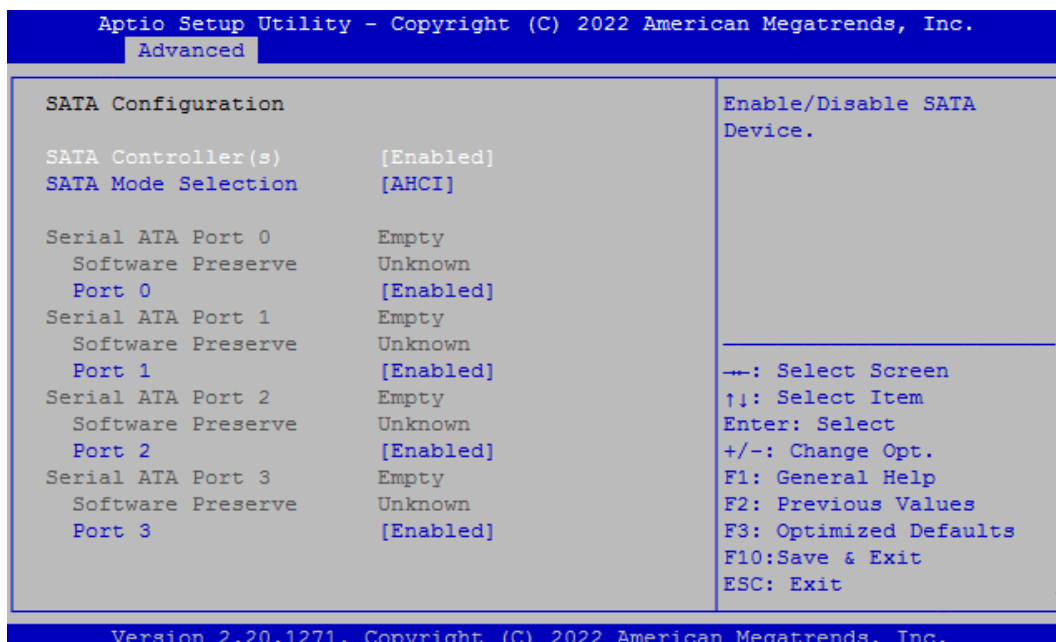 Aptio Setup Utility - Copyright (C) 2022 American Megatrends, Inc.
Advanced
SATA Configuration
SATA Controller(s) [Enabled]
SATA Mode Selection [AHCI]
Serial ATA Port 0 Empty
Software Preserve Unknown
Port 0 [Enabled]
Serial ATA Port 1 Empty
Software Preserve Unknown
Port 1 [Enabled]
Serial ATA Port 2 Empty
Software Preserve Unknown
Port 2 [Enabled]
Serial ATA Port 3 Empty
Software Preserve Unknown
Port 3 [Enabled]
Enable/Disable SATA
Device.
→←: Select Screen
↑↓: Select Item
Enter: Select
+/-: Change Opt.
F1: General Help
F2: Previous Values
F3: Optimized Defaults
F10:Save & Exit
ESC: Exit
Version 2.20.1271. Copyright (C) 2022 American Megatrends, Inc.